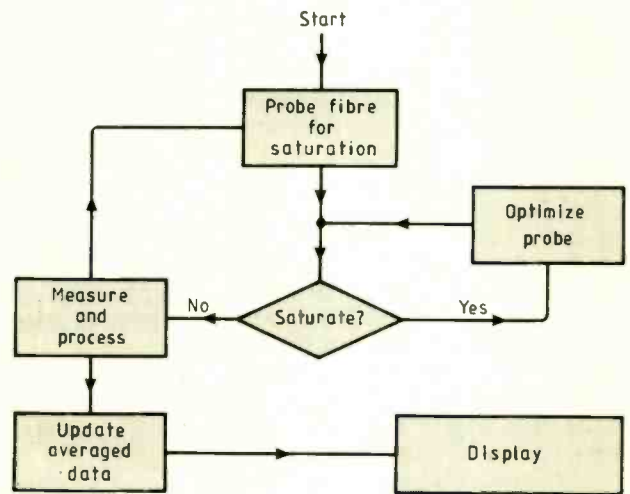 Start
Probe fibre
for
saturation
Optimize
probe
Measure
and
process
No
Saturate?
Yes
Update
averaged
data
Display